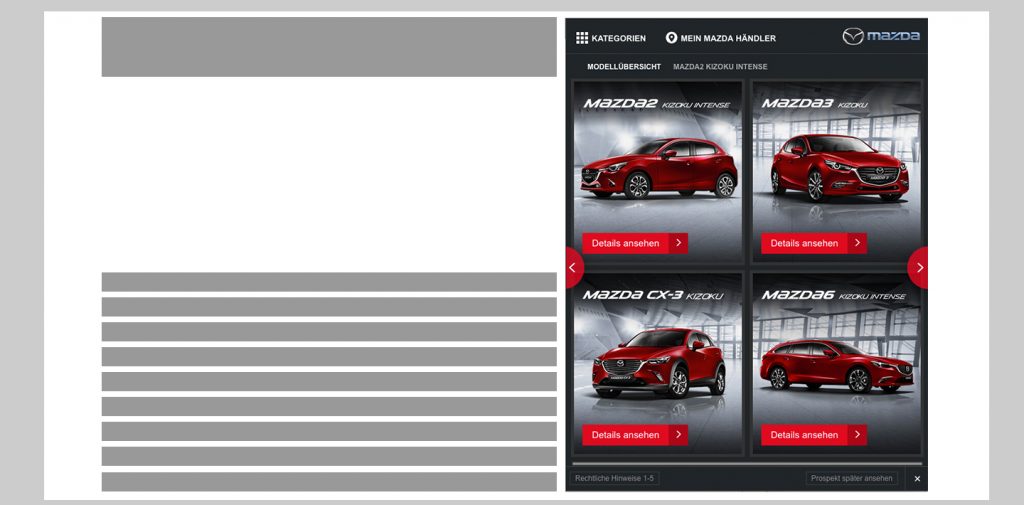 KATEGORIEN MEIN MAZDA HÄNDLER mazda
MODELLÜBERSICHT MAZDA2 KIZOKU INTENSE
mazda2 KIZOKU INTENSE
Details ansehen
mazda3 KIZOKU
Details ansehen
mazda CX-3 KIZOKU
Details ansehen
mazda6 KIZOKU INTENSE
Details ansehen
Rechtliche Hinweise 1-5 Prospekt später ansehen